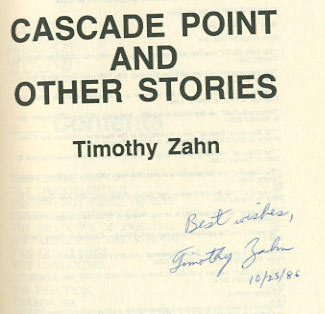 CASCADE POINT
AND
OTHER STORIES
Timothy Zahn
Best wishes,
Timothy Zahn
10/25/86